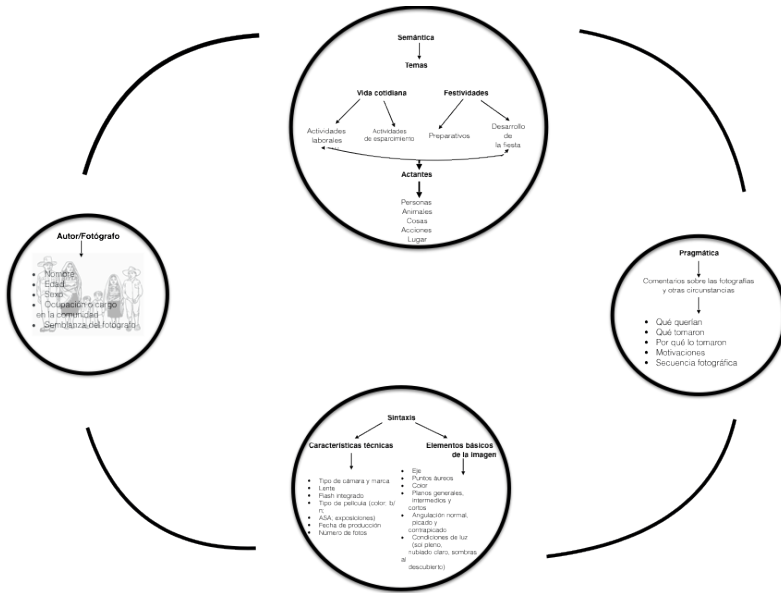 Semántica
Temas
Vida cotidiana
Festividades
Actividades
laborales
Actividades
de esparcimiento
Preparativos
Desarrollo
de
la fiesta
Actantes
Personas
Animales
Cosas
Acciones
Lugar
Autor/Fotógrafo
• Nombre
• Edad
• Sexo
• Ocupación o cargo
en la comunidad
• Semblanza del fotógrafo
Pragmática
Comentarios sobre las fotografías
y otras circunstancias
• Qué querían
• Qué tomaron
• Por qué lo tomaron
• Motivaciones
• Secuencia fotográfica
Sintaxis
Características técnicas
• Tipo de cámara y marca
• Lente
• Flash integrado
• Tipo de película (color: b/
n;
• ASA, exposiciones)
• Fecha de producción
• Número de fotos
Elementos básicos
de la imagen
• Eje
• Puntos áureos
• Color
• Planos generales,
intermedios y
cortos
• Angulación normal,
picado y
contrapicado
• Condiciones de luz
(sol pleno,
nublado claro, sombras
al
descubierto)